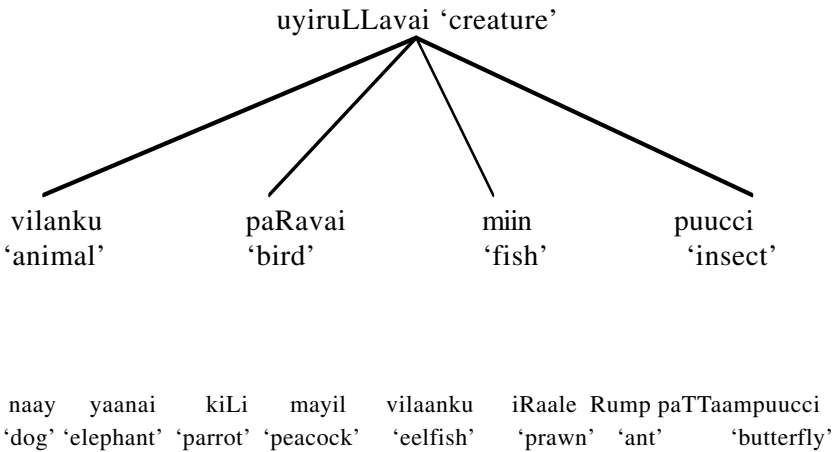 uyiruLLavai ‘creature’
vilanku paRavai miin puucci
‘animal’ ‘bird’ ‘fish’ ‘insect’
naay yaanai kiLi mayil vilaanku iRaale Rump paTTaampuucci
‘dog’ ‘elephant’ ‘parrot’ ‘peacock’ ‘eelfish’ ‘prawn’ ‘ant’ ‘butterfly’